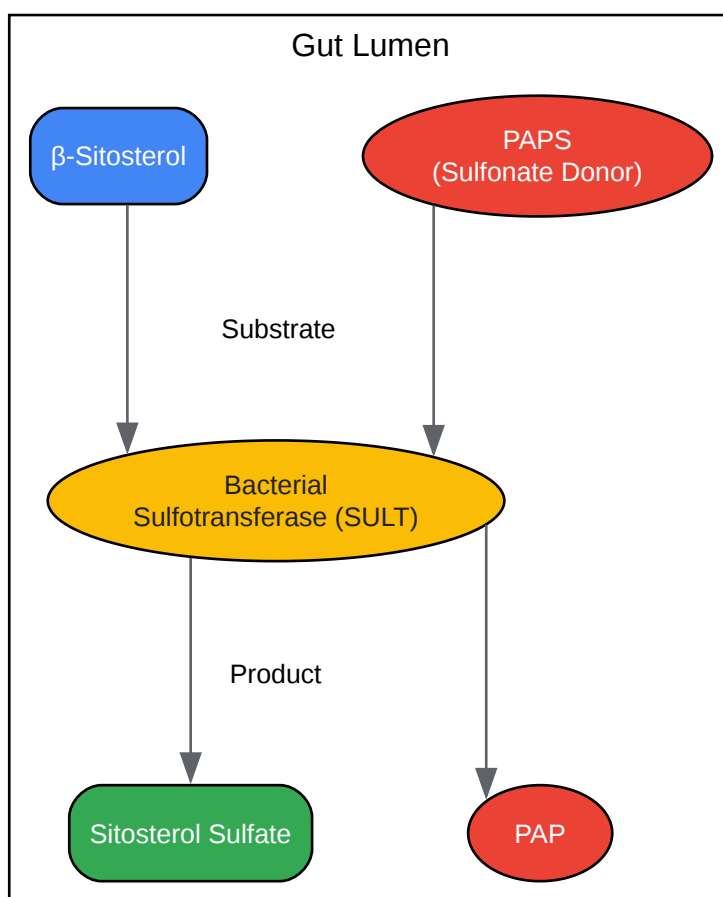 Gut Lumen
β-Sitosterol
PAPS
(Sulfonate Donor)
Substrate
Bacterial
Sulfotransferase (SULT)
Product
Sitosterol Sulfate
PAP